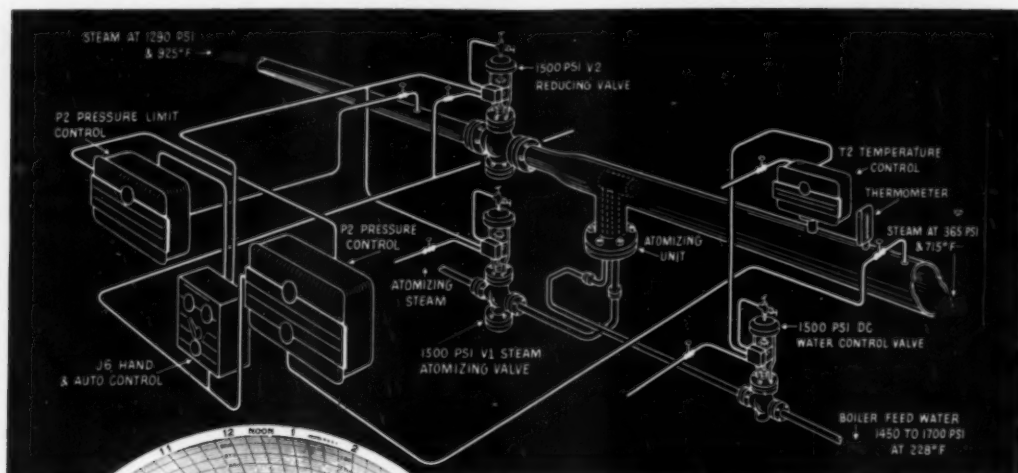 STEAM AT 1290 PSI
& 925°F
1500 PSI V2
REDUCING VALVE
P2 PRESSURE LIMIT
CONTROL
T2 TEMPERATURE
CONTROL
THERMOMETER
STEAM AT 365 PSI
& 715°F
P2 PRESSURE
CONTROL
ATOMIZING
STEAM
ATOMIZING
UNIT
1500 PSI V1 STEAM
ATOMIZING VALVE
1500 PSI DC
WATER CONTROL VALVE
J6 HAND
& AUTO CONTROL
BOILER FEED WATER
1450 TO 1700 PSI
AT 228°F
11 12 NOON 1 2